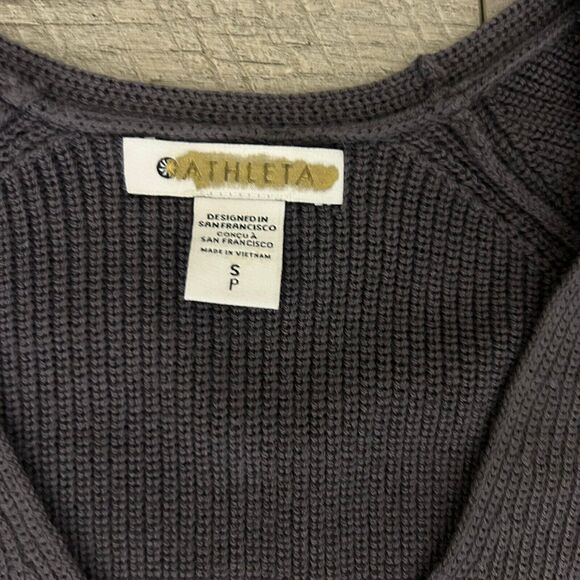 ATHLETA
DESIGNED IN
SAN FRANCISCO
CONÇU À
SAN FRANCISCO
MADE IN VIETNAM
S
P